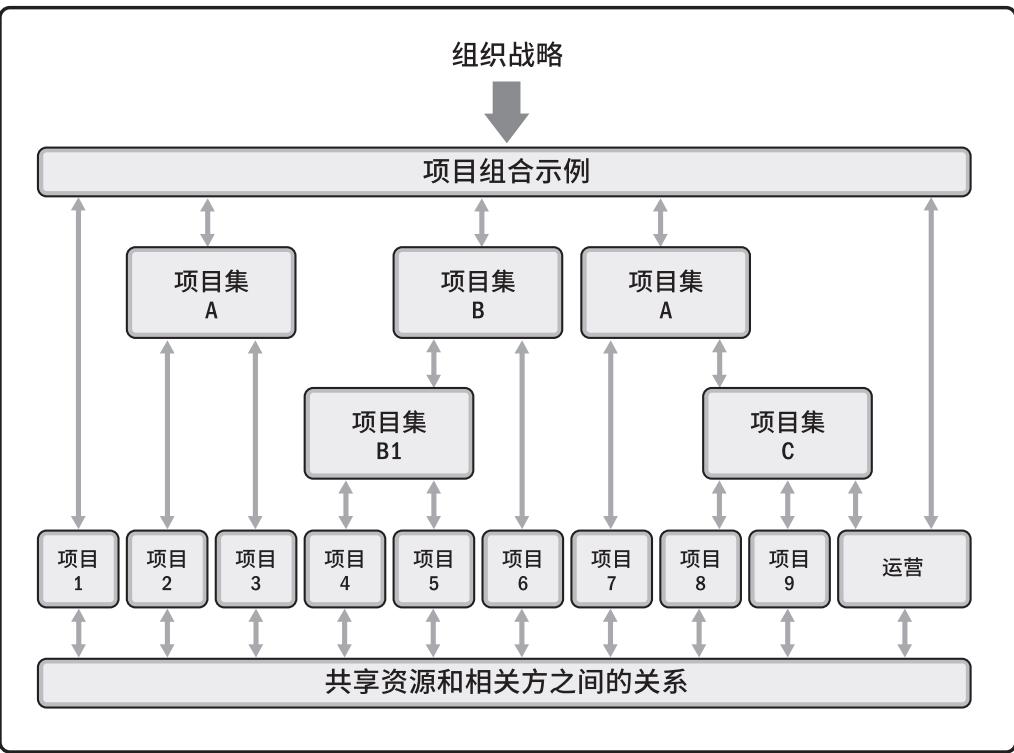 组织战略
项目组合示例
项目集
A
项目集
B
项目集
A
项目集
B1
项目集
C
项目
1
项目
2
项目
3
项目
4
项目
5
项目
6
项目
7
项目
8
项目
9
运营
共享资源和相关方之间的关系